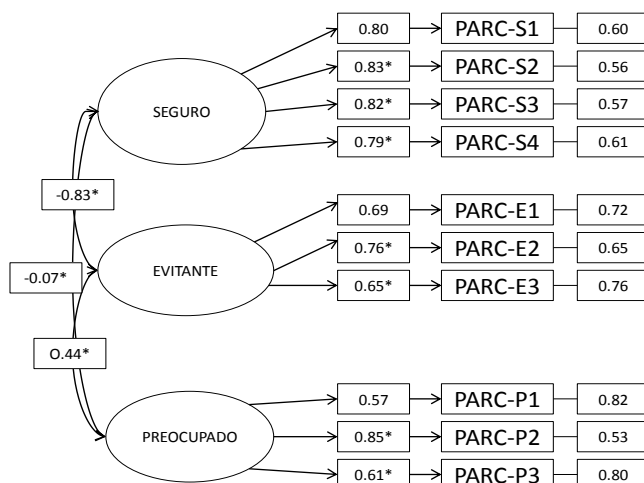 0.80 PARC-S1 0.60
0.83* PARC-S2 0.56
SEGURO 0.82* PARC-S3 0.57
0.79* PARC-S4 0.61
-0.83*
0.69 PARC-E1 0.72
0.76* PARC-E2 0.65
EVITANTE 0.65* PARC-E3 0.76
-0.07*
O.44*
0.57 PARC-P1 0.82
PREOCUPADO 0.85* PARC-P2 0.53
0.61* PARC-P3 0.80